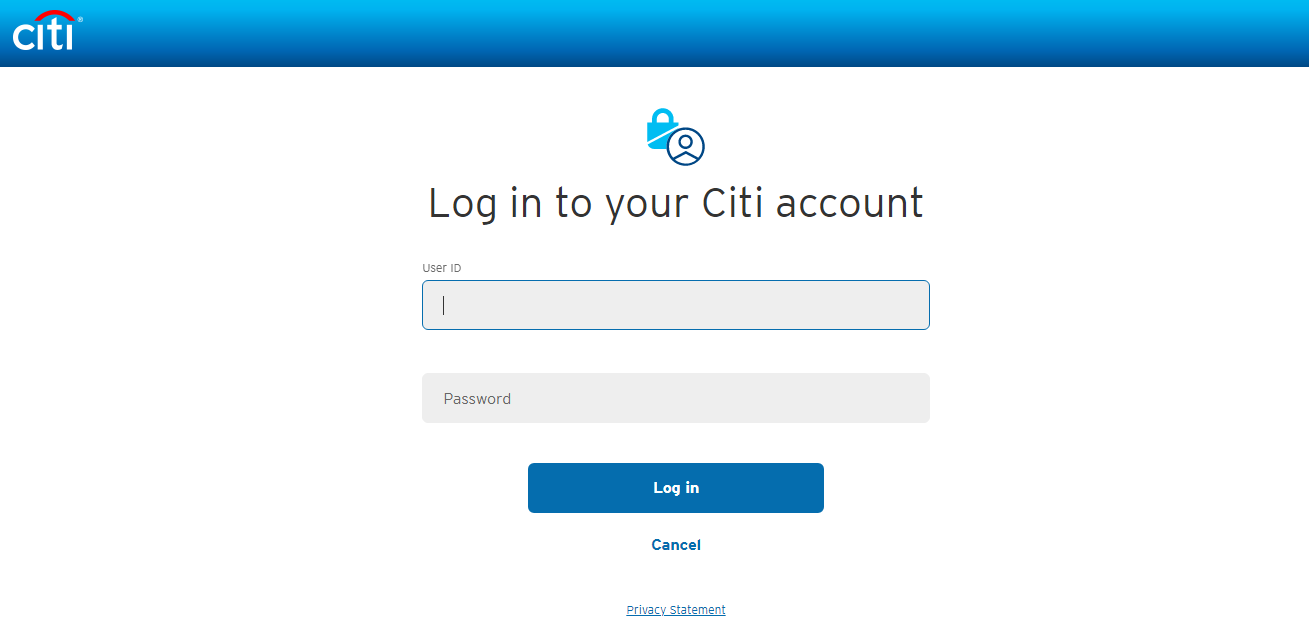 citi®
Log in to your Citi account
User ID
Password
Log in
Cancel
Privacy Statement